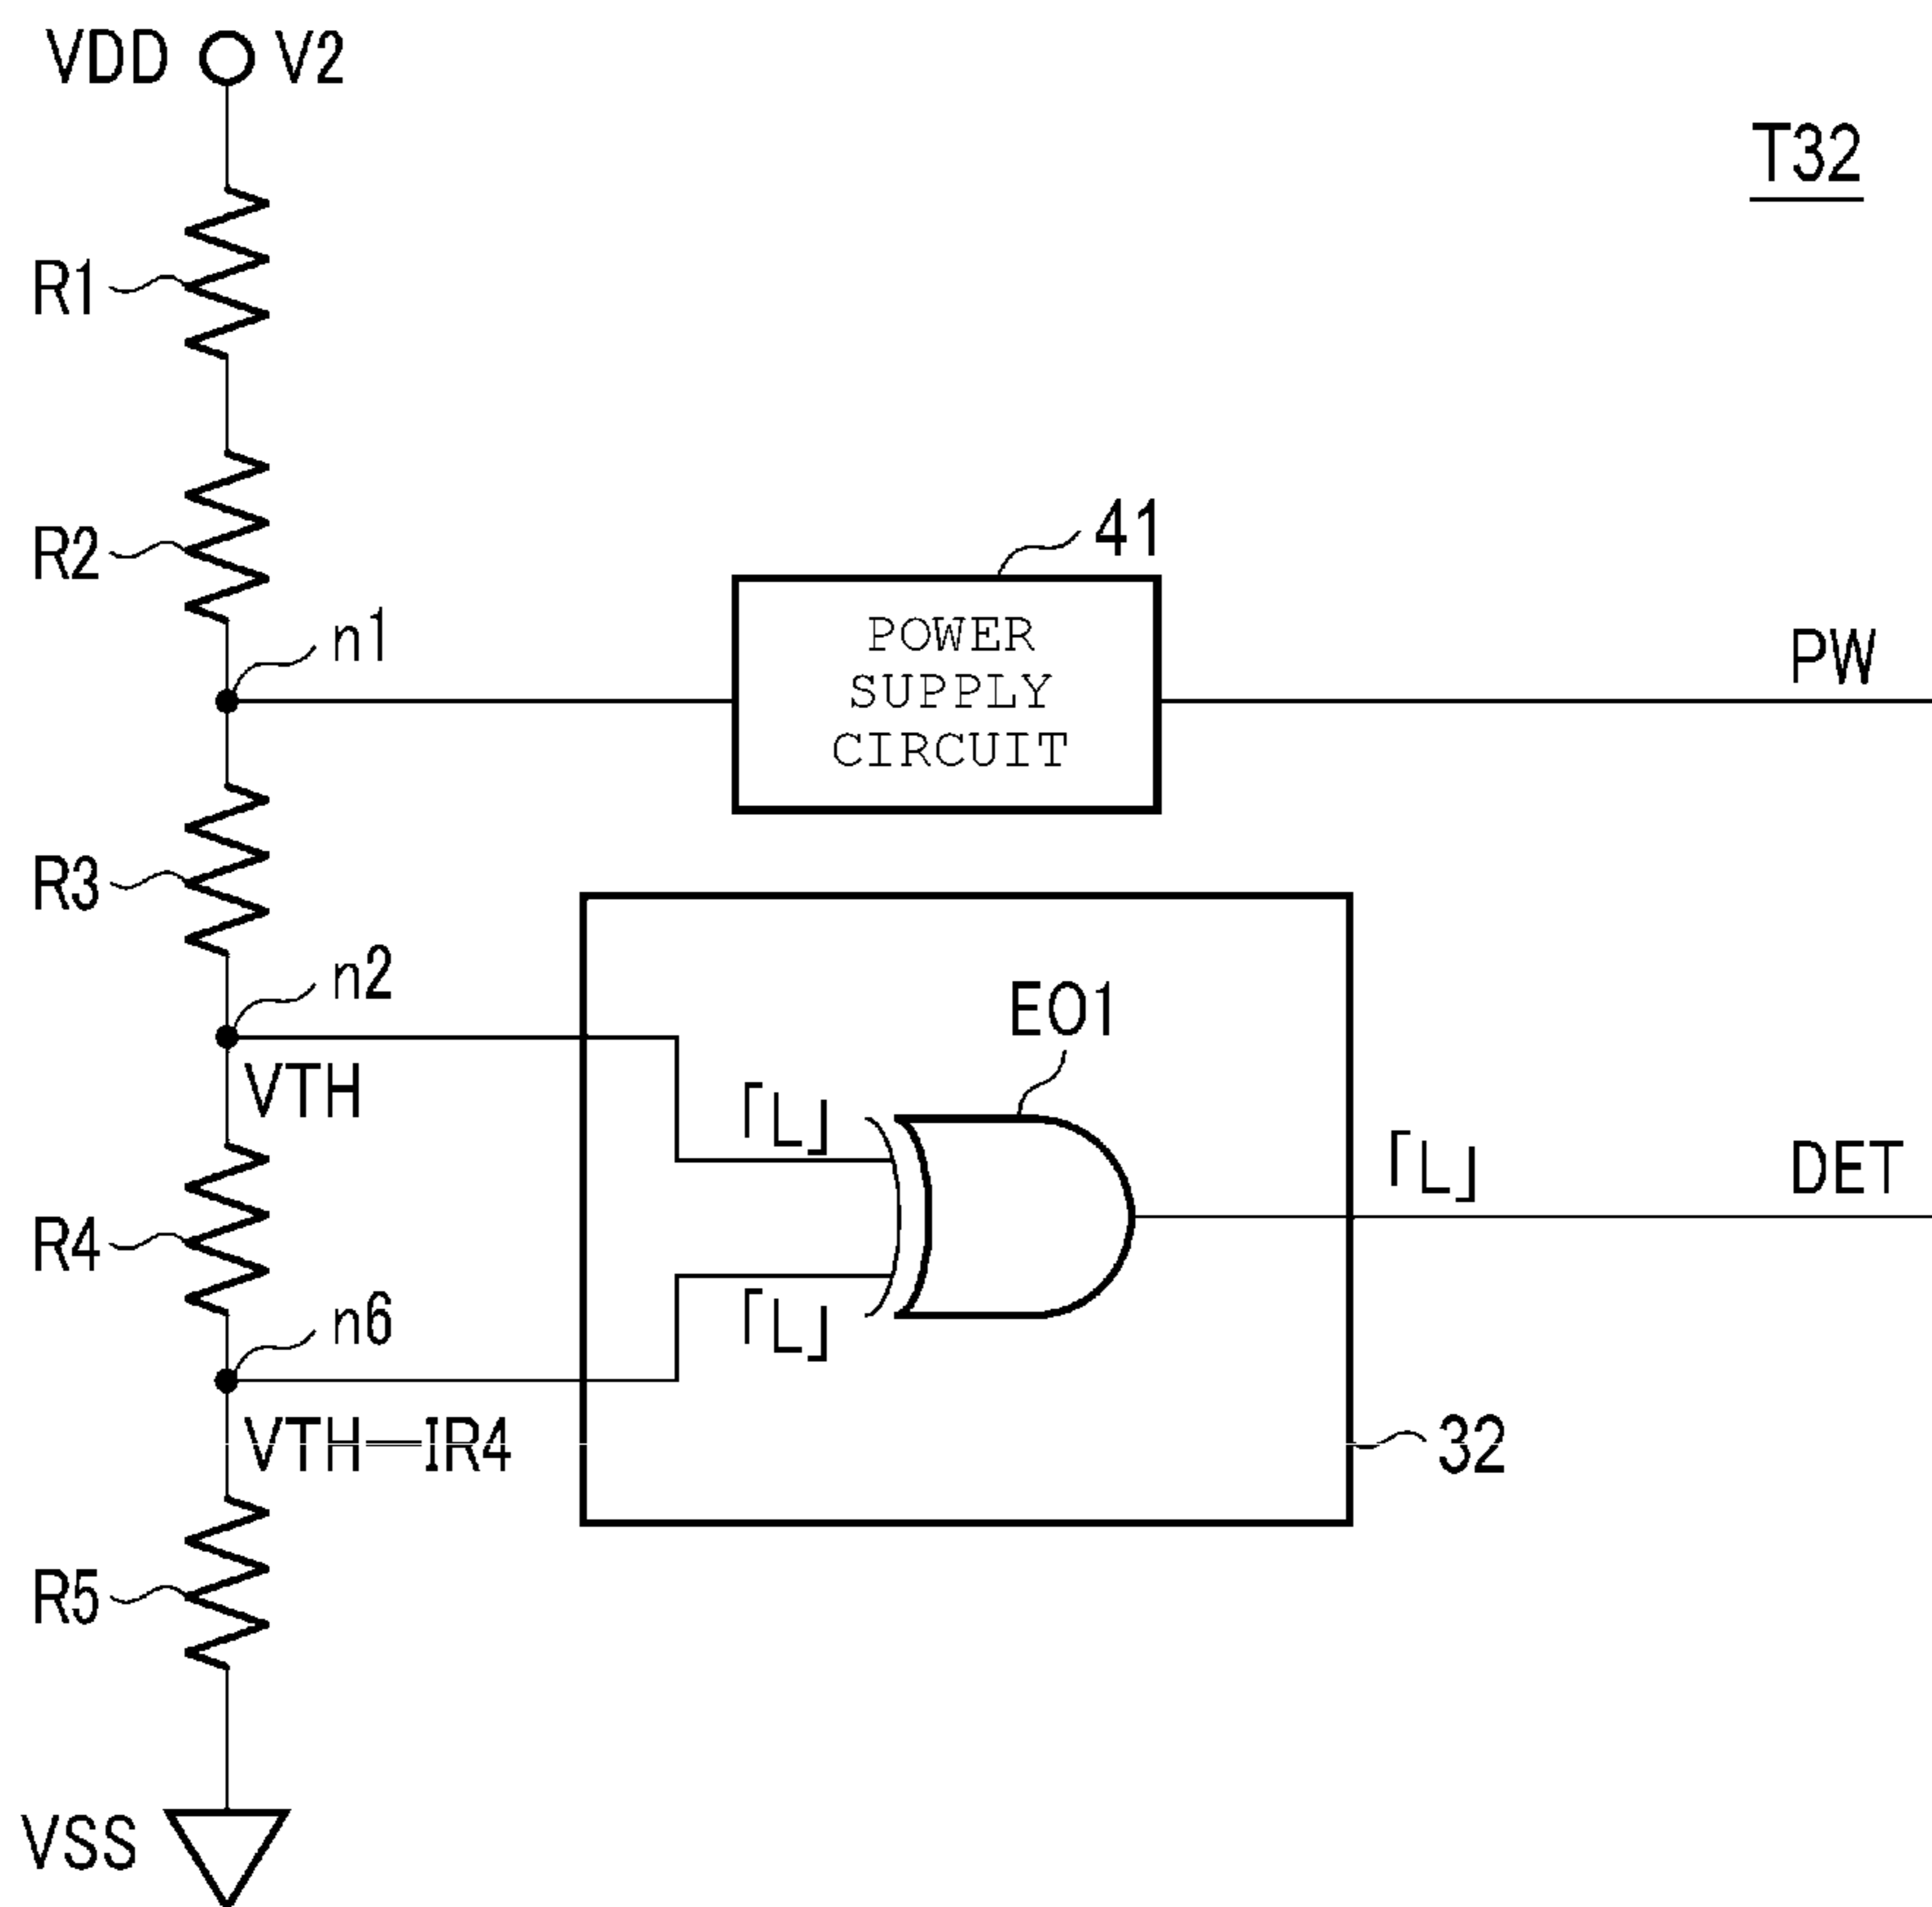 VDD V2
T32
R1
R2
41
POWER
SUPPLY
CIRCUIT
n1
PW
R3
n2
EO1
VTH
「L」
「L」
DET
R4
「L」
n6
VTH—IR4
32
R5
VSS